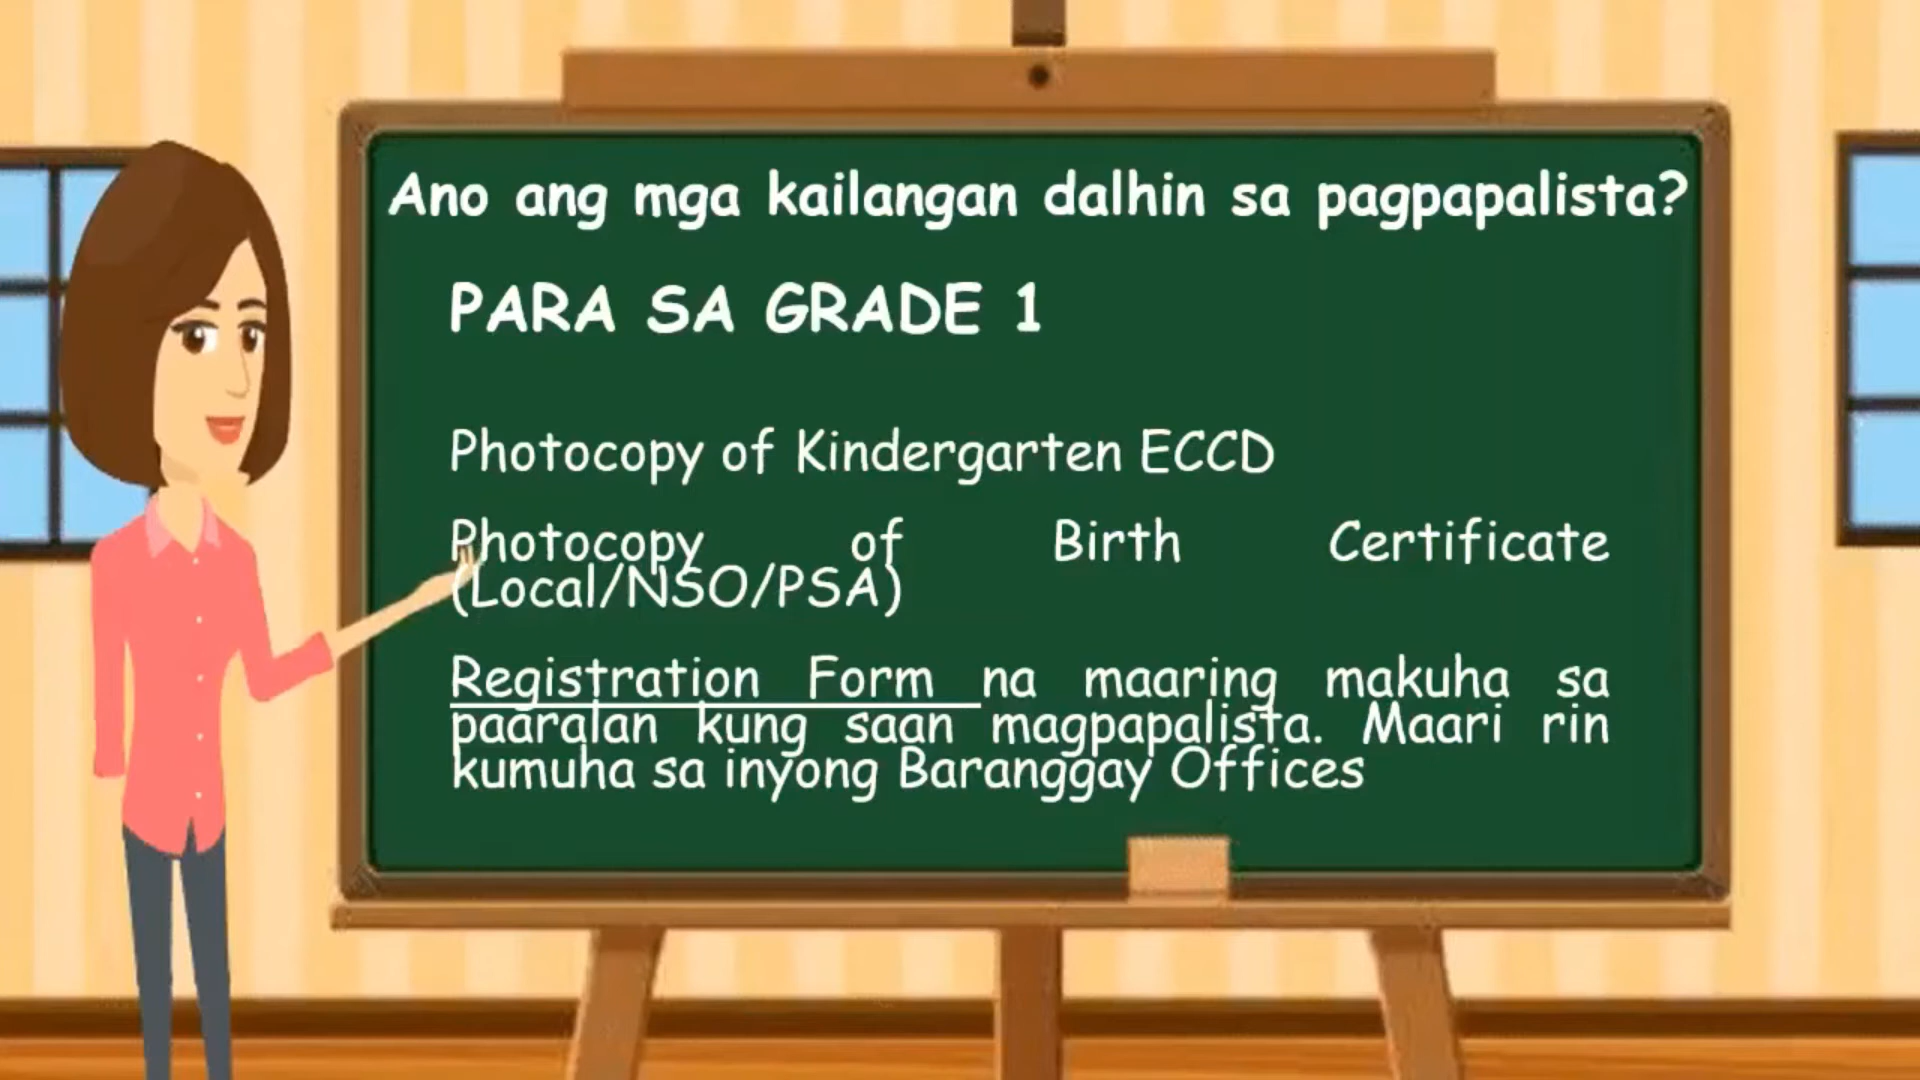 Ano ang mga kailangan dalhin sa pagpapalista?
PARA SA GRADE 1
Photocopy of Kindergarten ECCD
Photocopy of Birth Certificate
(Local/NSO/PSA)
Registration Form na maaring makuha sa
paaralan kung saan magpapalista. Maari rin
kumuha sa inyong Baranggay Offices